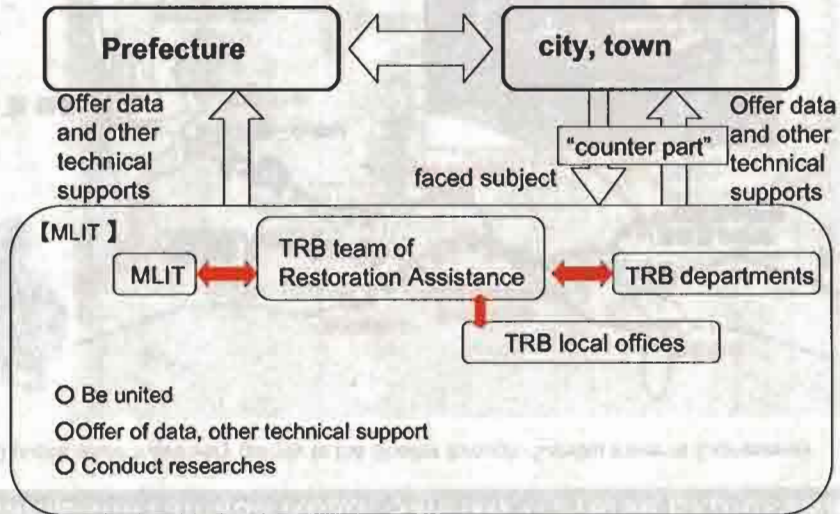 Prefecture
city, town
Offer data
and other
technical
supports
"counter part"
faced subject
Offer data
and other
technical
supports
【MLIT】
MLIT
TRB team of
Restoration Assistance
TRB departments
TRB local offices
O Be united
OOffer of data, other technical support
O Conduct researches